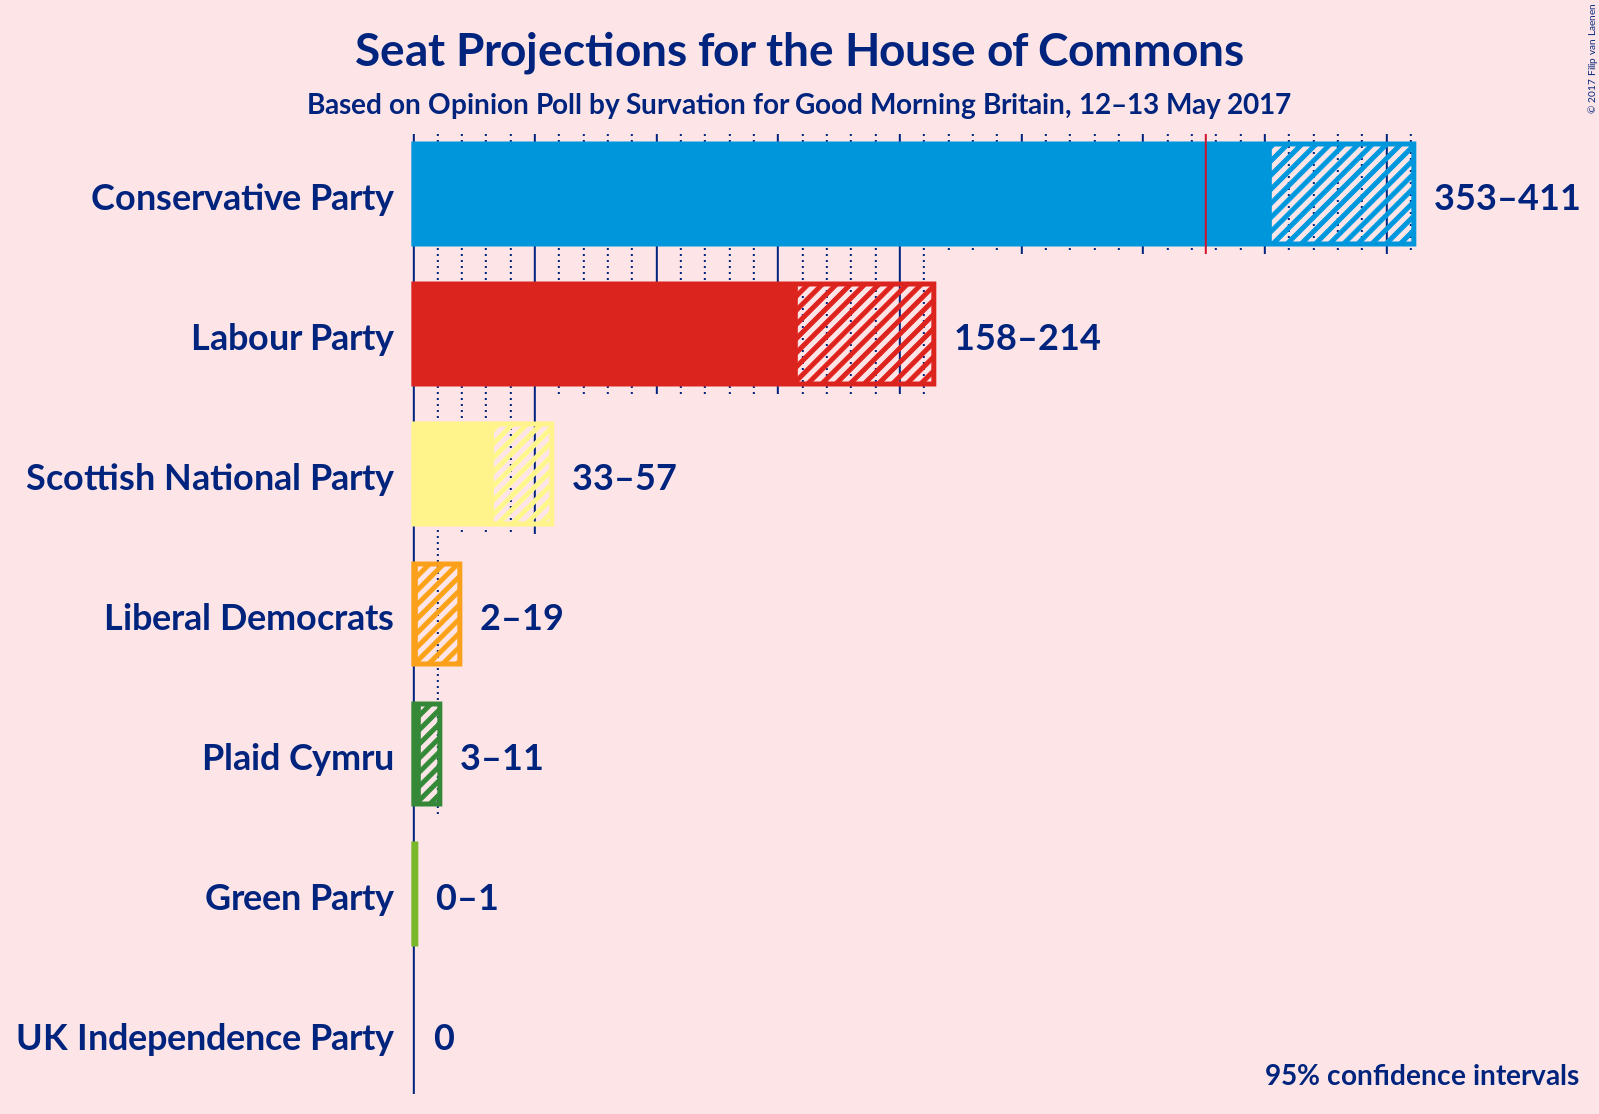 Seat Projections for the House of Commons
Based on Opinion Poll by Survation for Good Morning Britain, 12–13 May 2017
© 2017 Filip van Laenen
Conservative Party 353–411
Labour Party 158–214
Scottish National Party 33–57
Liberal Democrats 2–19
Plaid Cymru 3–11
Green Party 0–1
UK Independence Party 0
95% confidence intervals